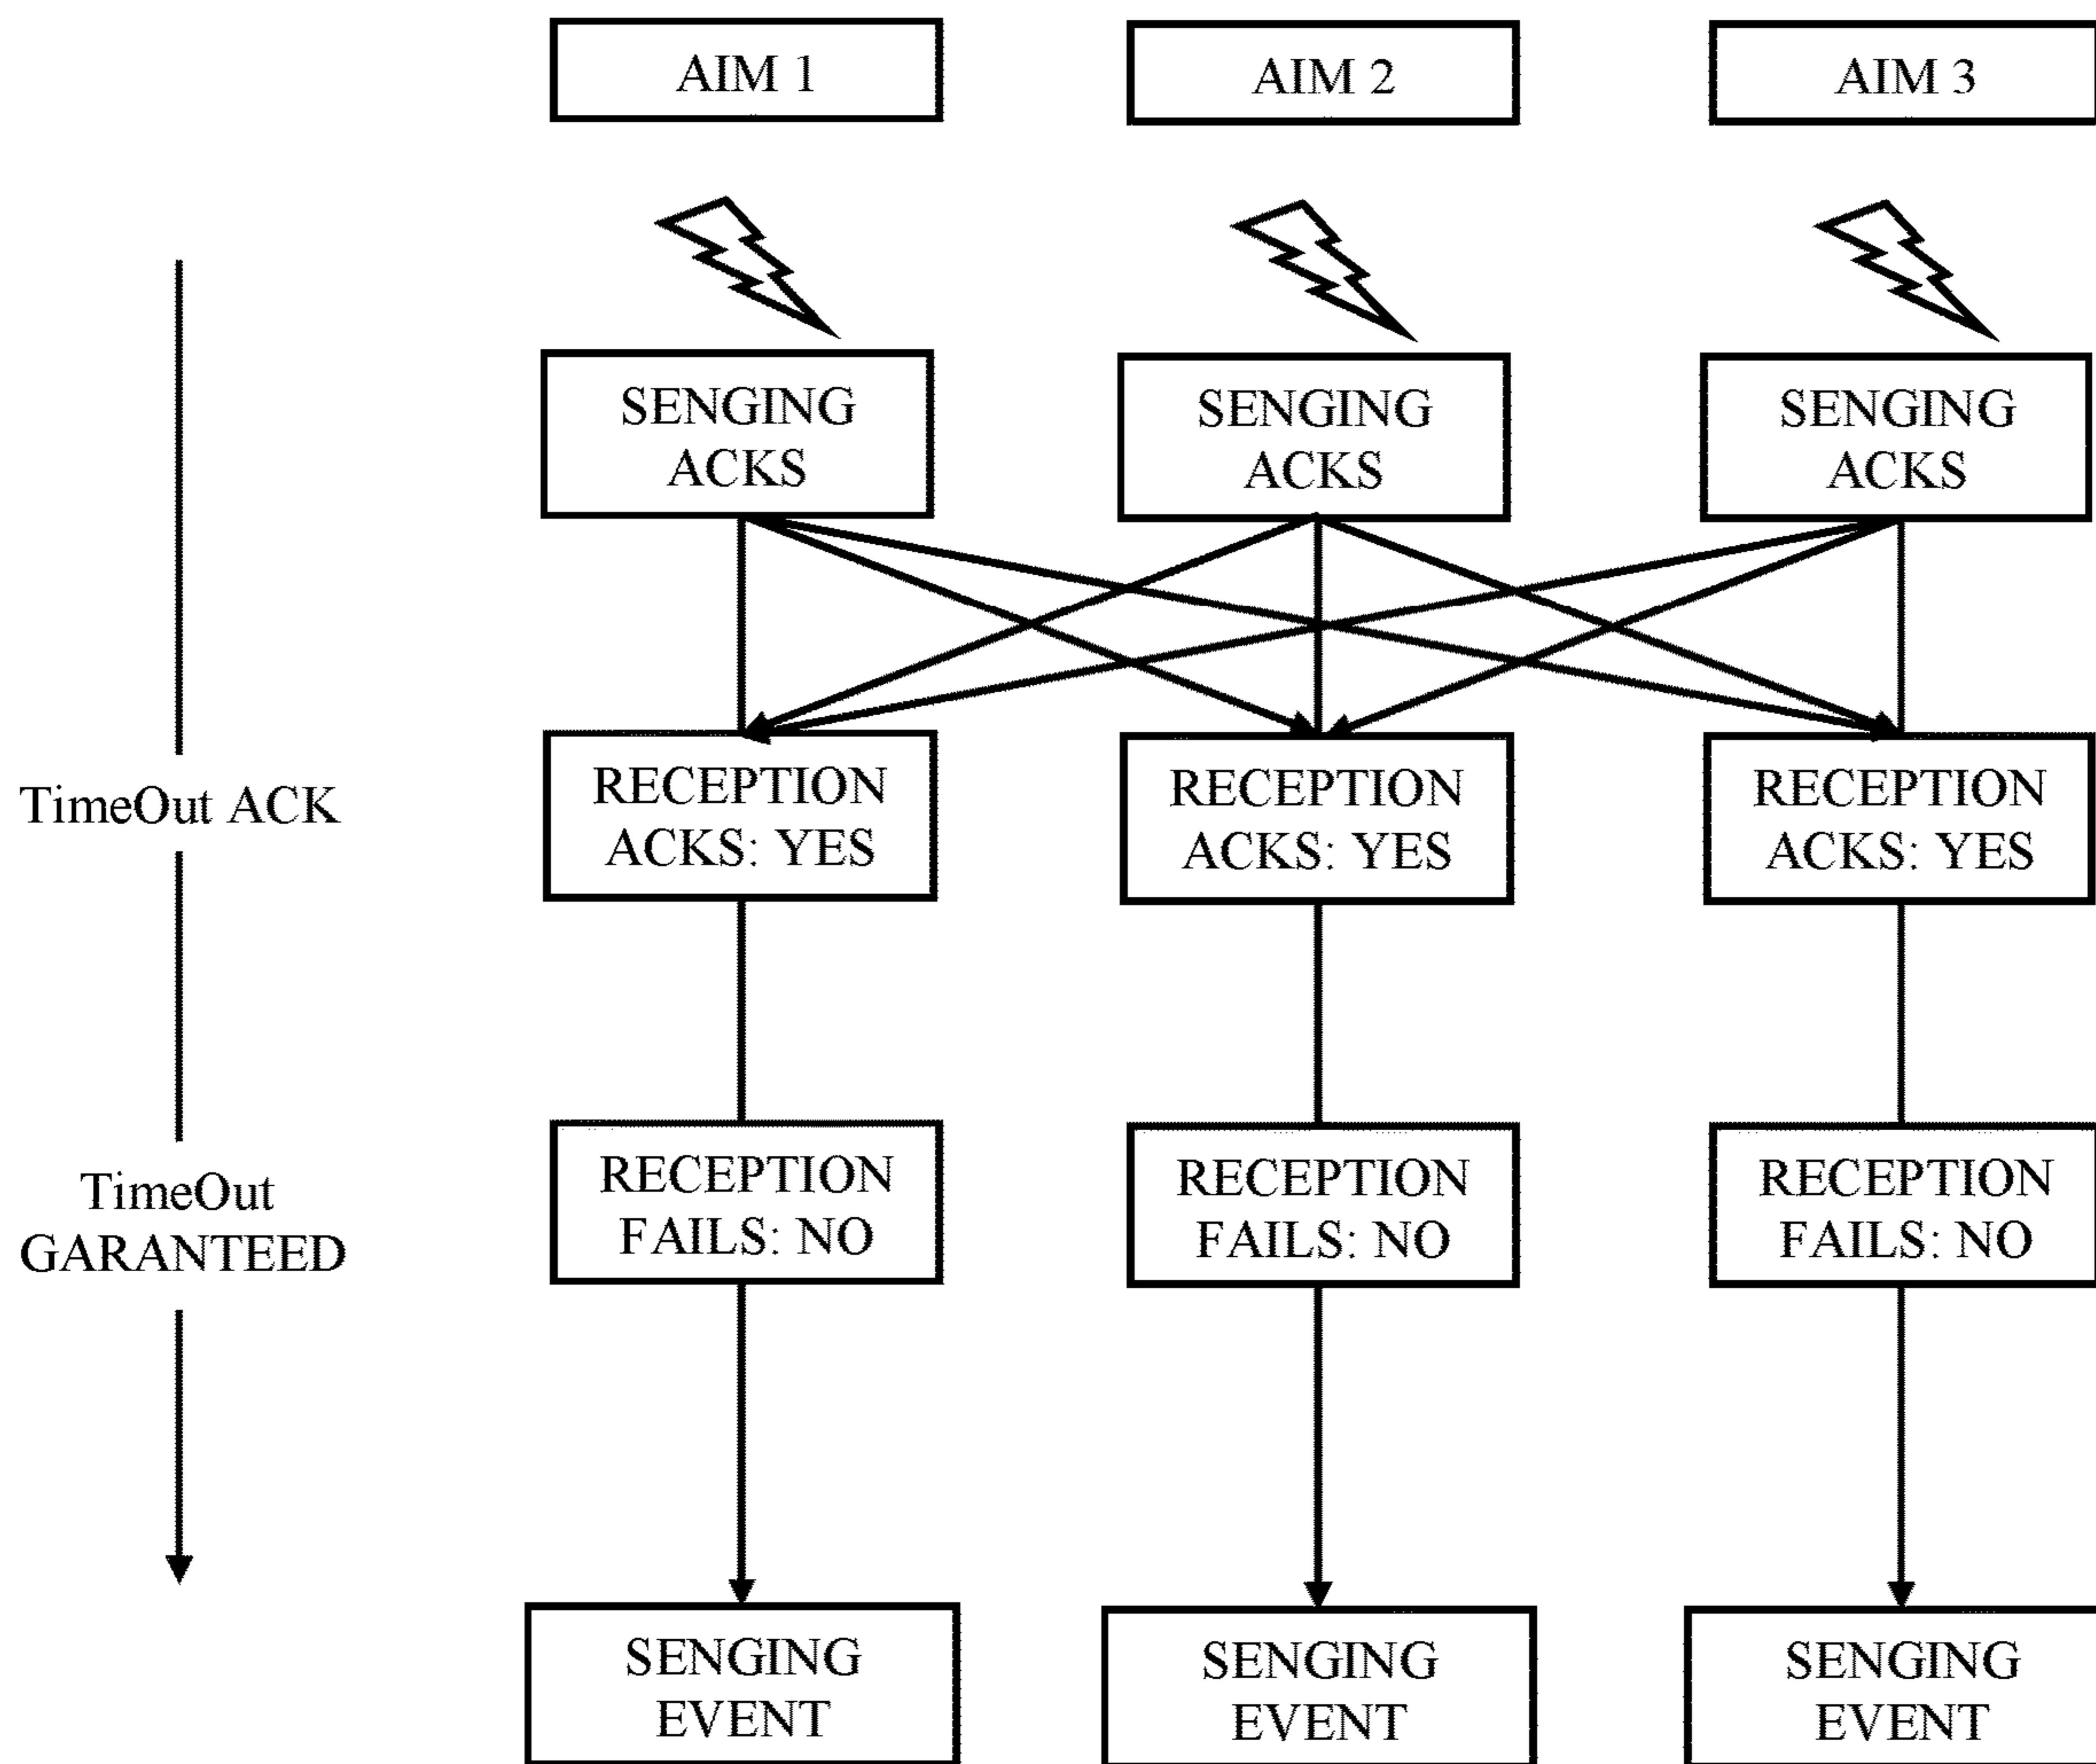 AIM 1
AIM 2
AIM 3
SENGING
ACKS
SENGING
ACKS
SENGING
ACKS
TimeOut ACK
RECEPTION
ACKS: YES
RECEPTION
ACKS: YES
RECEPTION
ACKS: YES
TimeOut
GARANTEED
RECEPTION
FAILS: NO
RECEPTION
FAILS: NO
RECEPTION
FAILS: NO
SENGING
EVENT
SENGING
EVENT
SENGING
EVENT